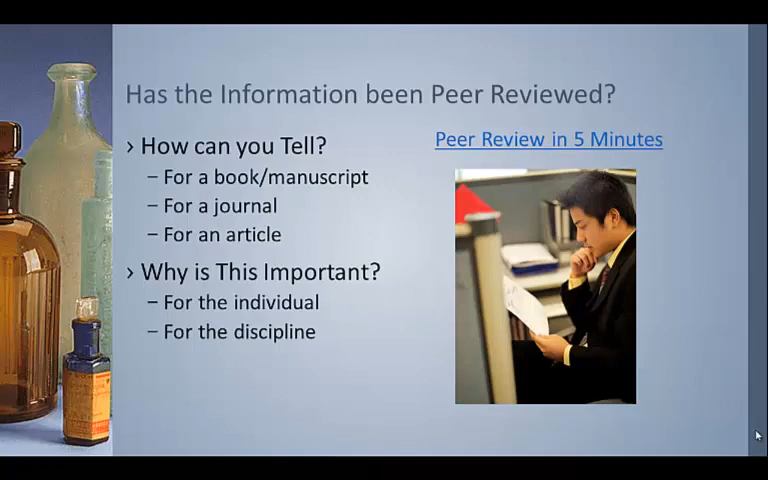 Has the Information been Peer Reviewed?
› How can you Tell?
– For a book/manuscript
– For a journal
– For an article
› Why is This Important?
– For the individual
– For the discipline
Peer Review in 5 Minutes